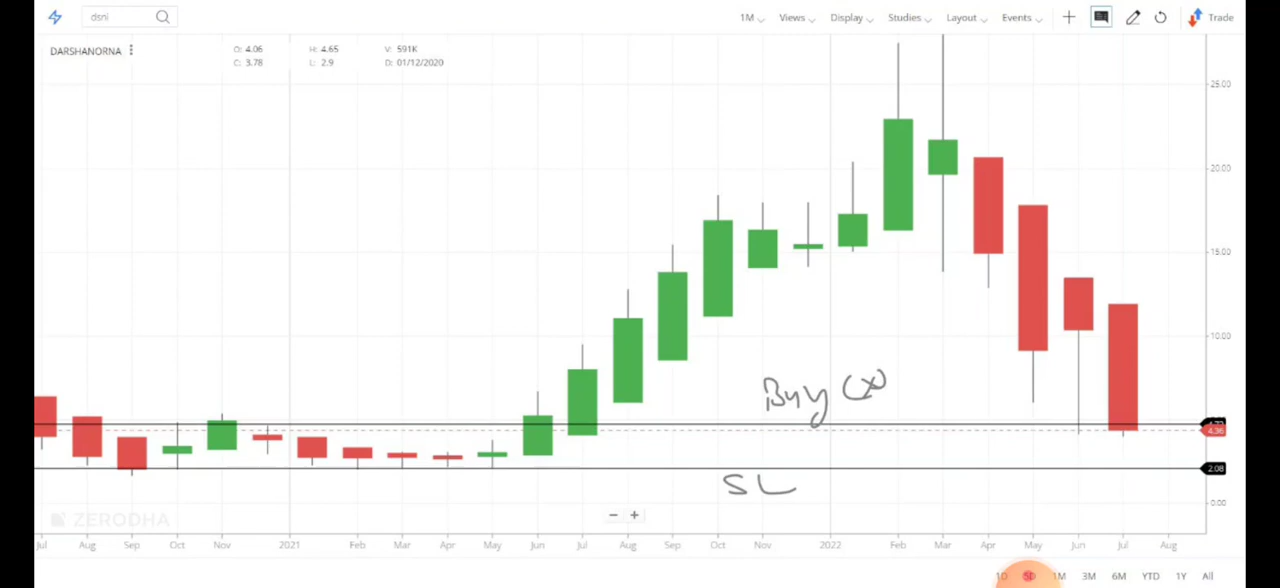 dsni
1M Views Display Studies Layout Events Trade
DARSHANORNA O: 4.06 H: 4.65 V: 591K
C: 3.78 L: 2.9 D: 01/12/2020
25.00
20.00
15.00
10.00
Buy
4.36
2.08
SL
0.00
ZERODHA
Jul Aug Sep Oct Nov 2021 Feb Mar Apr May Jun Jul Aug Sep Oct Nov 2022 Feb Mar Apr May Jun Jul Aug
1D 5D 1M 3M 6M YTD 1Y All